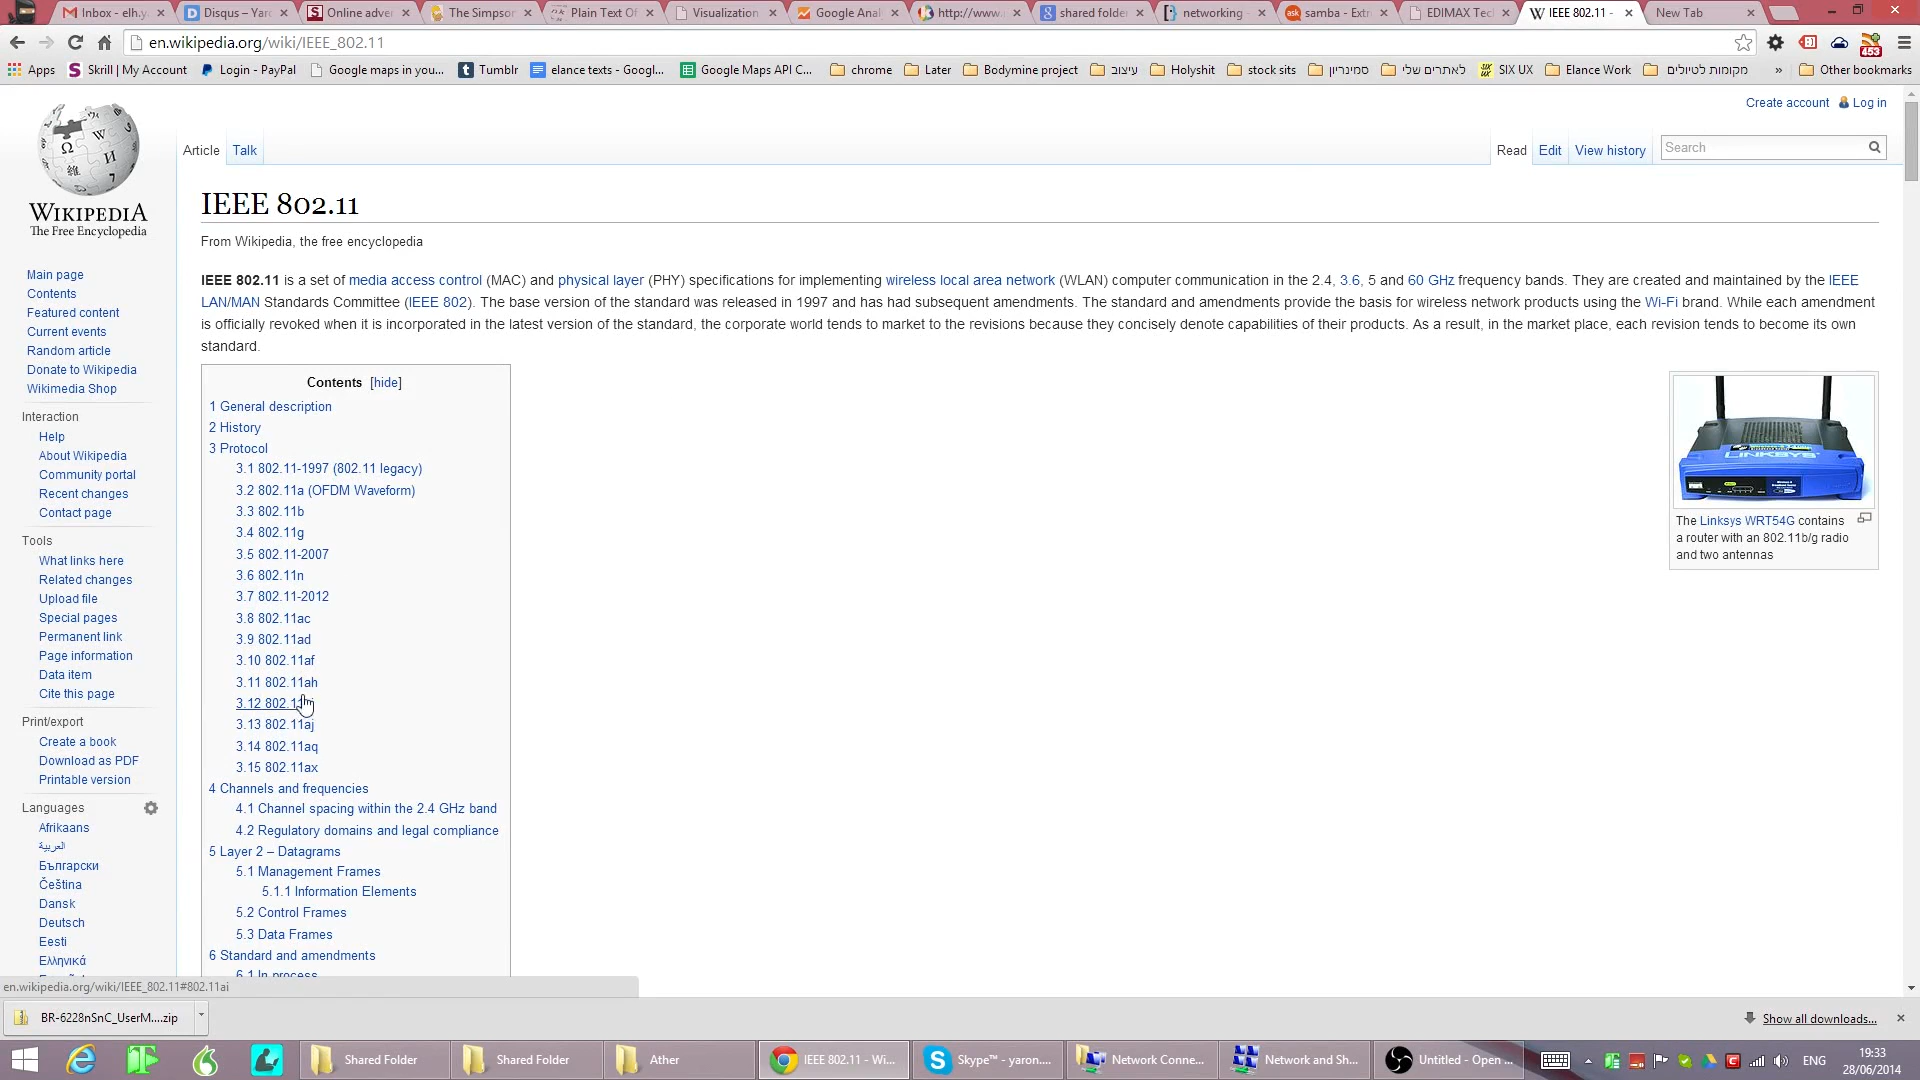 Inbox - elh.y
Disqus – Yar
Online adver
The Simpson
Plain Text Of
Visualization
Google Anal
http://www.
shared folde
networking -
samba - Extr
EDIMAX Tec
IEEE 802.11 -
New Tab
en.wikipedia.org/wiki/IEEE_802.11
453
Apps
Skrill | My Account
Login - PayPal
Google maps in you...
Tumblr
elance texts - Googl...
Google Maps API C...
chrome
Later
Bodymine project
עיצוב
Holyshit
stock sits
סמינריון
לאתרים שלי
SIX UX
Elance Work
מקומות לטיולים
»
Other bookmarks
Create account
Log in
Article
Talk
Read
Edit
View history
Search
WIKIPEDIA
The Free Encyclopedia
IEEE 802.11
From Wikipedia, the free encyclopedia
IEEE 802.11 is a set of media access control (MAC) and physical layer (PHY) specifications for implementing wireless local area network (WLAN) computer communication in the 2.4, 3.6, 5 and 60 GHz frequency bands. They are created and maintained by the IEEE
LAN/MAN Standards Committee (IEEE 802). The base version of the standard was released in 1997 and has had subsequent amendments. The standard and amendments provide the basis for wireless network products using the Wi-Fi brand. While each amendment
is officially revoked when it is incorporated in the latest version of the standard, the corporate world tends to market to the revisions because they concisely denote capabilities of their products. As a result, in the market place, each revision tends to become its own
standard.
Main page
Contents
Featured content
Current events
Random article
Donate to Wikipedia
Wikimedia Shop
Interaction
Help
About Wikipedia
Community portal
Recent changes
Contact page
Tools
What links here
Related changes
Upload file
Special pages
Permanent link
Page information
Data item
Cite this page
Print/export
Create a book
Download as PDF
Printable version
Languages
Afrikaans
العربية
Български
Čeština
Dansk
Deutsch
Eesti
Ελληνικά
Contents [hide]
1 General description
2 History
3 Protocol
3.1 802.11-1997 (802.11 legacy)
3.2 802.11a (OFDM Waveform)
3.3 802.11b
3.4 802.11g
3.5 802.11-2007
3.6 802.11n
3.7 802.11-2012
3.8 802.11ac
3.9 802.11ad
3.10 802.11af
3.11 802.11ah
3.12 802.11
3.13 802.11aj
3.14 802.11aq
3.15 802.11ax
4 Channels and frequencies
4.1 Channel spacing within the 2.4 GHz band
4.2 Regulatory domains and legal compliance
5 Layer 2 – Datagrams
5.1 Management Frames
5.1.1 Information Elements
5.2 Control Frames
5.3 Data Frames
6 Standard and amendments
6.1 In process
LINKSYS
The Linksys WRT54G contains
a router with an 802.11b/g radio
and two antennas
en.wikipedia.org/wiki/IEEE_802.11#802.11ai
BR-6228nSnC_UserM....zip
Show all downloads...
Shared Folder
Shared Folder
Ather
IEEE 802.11 - Wi...
Skype™ - yaron....
Network Conne...
Network and Sh...
Untitled - Open ...
ENG
19:33
28/06/2014